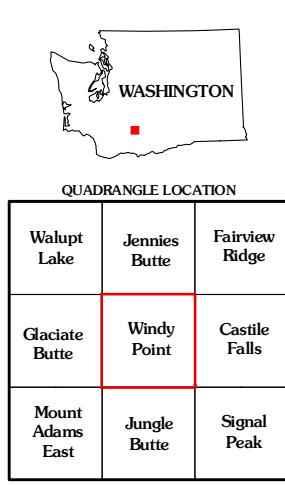 WASHINGTON
QUADRANGLE LOCATION
Walupt
Lake
Jennies
Butte
Fairview
Ridge
Glaciate
Butte
Windy
Point
Castile
Falls
Mount
Adams
East
Jungle
Butte
Signal
Peak